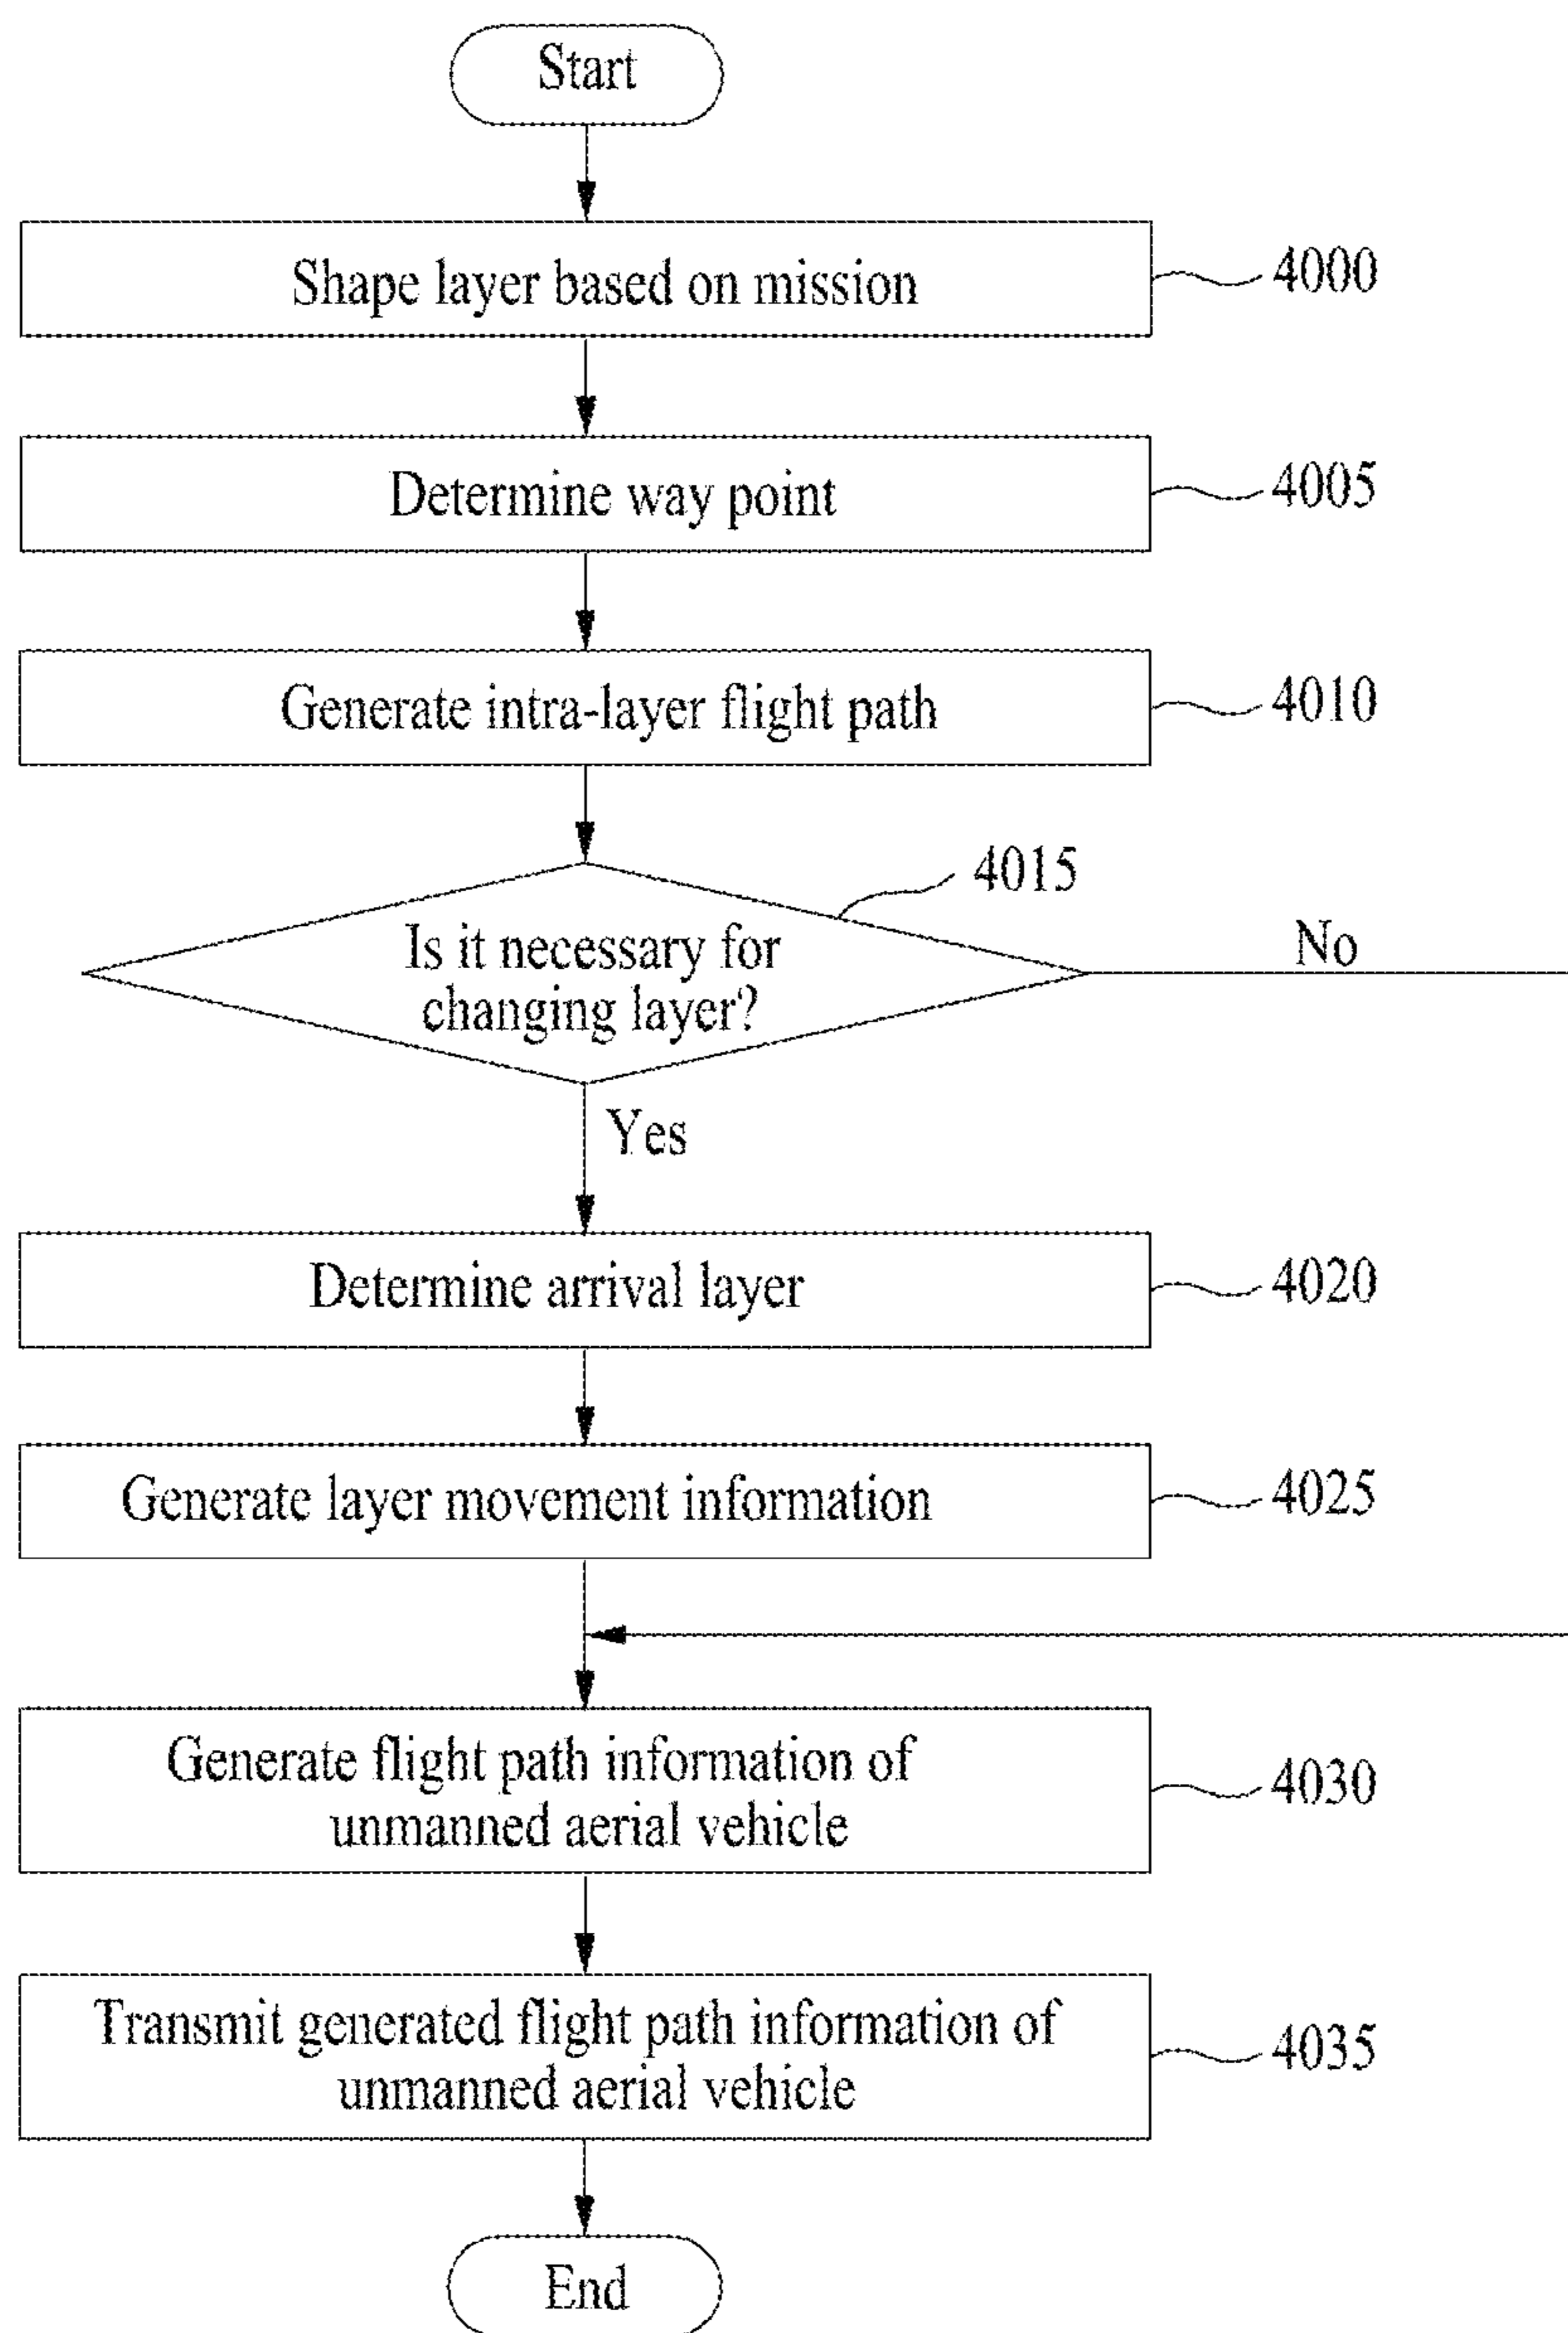 Start
Shape layer based on mission
4000
Determine way point
4005
Generate intra-layer flight path
4010
4015
Is it necessary for
changing layer?
No
Yes
Determine arrival layer
4020
Generate layer movement information
4025
Generate flight path information of
unmanned aerial vehicle
4030
Transmit generated flight path information of
unmanned aerial vehicle
4035
End